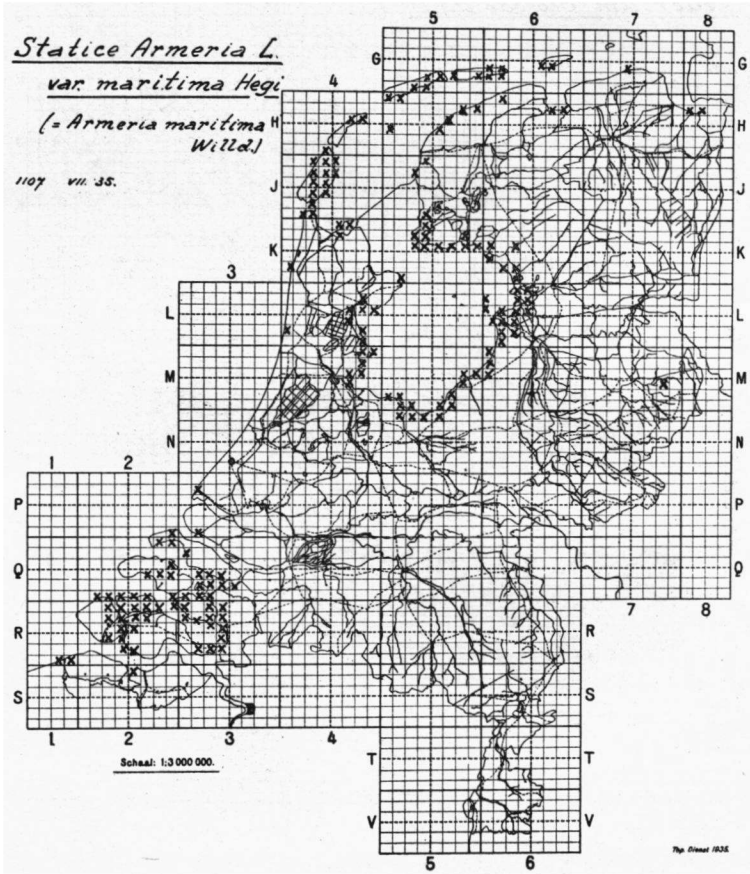 Statice Armeria L.
var. maritima Hegi
(= Armeria maritima
Willd.)
1107 VII. '35.
5 6 7 8
G G
4
H H
J J
K K
3
L L
M M
N N
1 2
P P
Q Q
7 8
R R
S S
1 2 3 4
Schaal: 1:3 000 000.
T T
V V
5 6
Top. Dienst 1935.